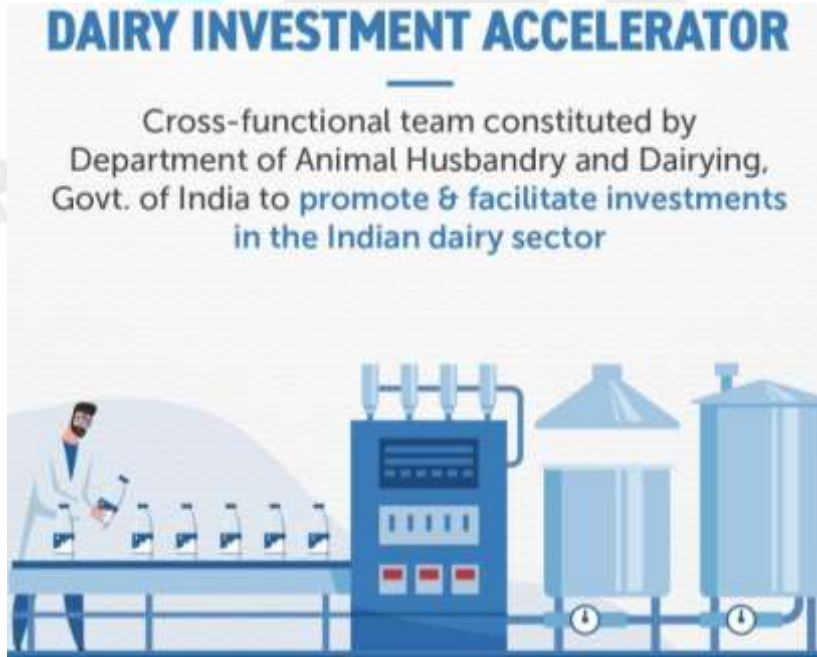 DAIRY INVESTMENT ACCELERATOR
Cross-functional team constituted by
Department of Animal Husbandry and Dairying,
Govt. of India to promote & facilitate investments
in the Indian dairy sector